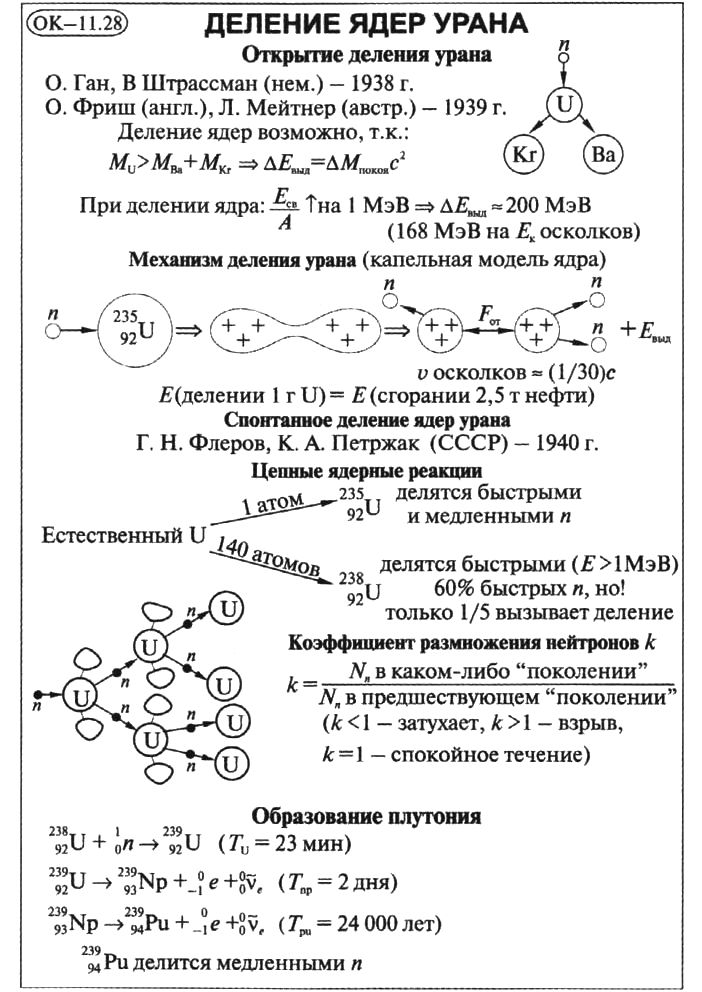 ОК–11.28
ДЕЛЕНИЕ ЯДЕР УРАНА
Открытие деления урана
n
О. Ган, В Штрассман (нем.) – 1938 г.
О. Фриш (англ.), Л. Мейтнер (австр.) – 1939 г.
U
Деление ядер возможно, т.к.:
Kr Ba
M_U>M_Ba+M_Kr ⇒ ΔE_выд=ΔM_покоя c²
При делении ядра: E_св/A ↑на 1 МэВ ⇒ ΔE_выд ≈ 200 МэВ
(168 МэВ на E_к осколков)
Механизм деления урана (капельная модель ядра)
n ²³⁵₉₂U ⇒ + + + + + + ⇒ n + + + F_от + + + n n + E_выд
υ осколков ≈ (1/30)c
E(делении 1 г U) = E (сгорании 2,5 т нефти)
Спонтанное деление ядер урана
Г. Н. Флеров, К. А. Петржак (СССР) – 1940 г.
Цепные ядерные реакции
1 атом ²³⁵₉₂U делятся быстрыми
и медленными n
Естественный U
140 атомов
делятся быстрыми (E >1МэВ)
²³⁸₉₂U 60% быстрых n, но!
только 1/5 вызывает деление
n U n U n U n U n U n U n U
Коэффициент размножения нейтронов k
k = N_n в каком-либо “поколении”
N_n в предшествующем “поколении”
(k <1 – затухает, k >1 – взрыв,
k =1 – спокойное течение)
Образование плутония
²³⁸₉₂U + ¹₀n → ²³⁹₉₂U (T_U = 23 мин)
²³⁹₉₂U → ²³⁹₉₃Np + ⁰₋₁e + ⁰₀ν̃_e (T_пр = 2 дня)
²³⁹₉₃Np → ²³⁹₉₄Pu + ⁰₋₁e + ⁰₀ν̃_e (T_pu = 24 000 лет)
²³⁹₉₄Pu делится медленными n